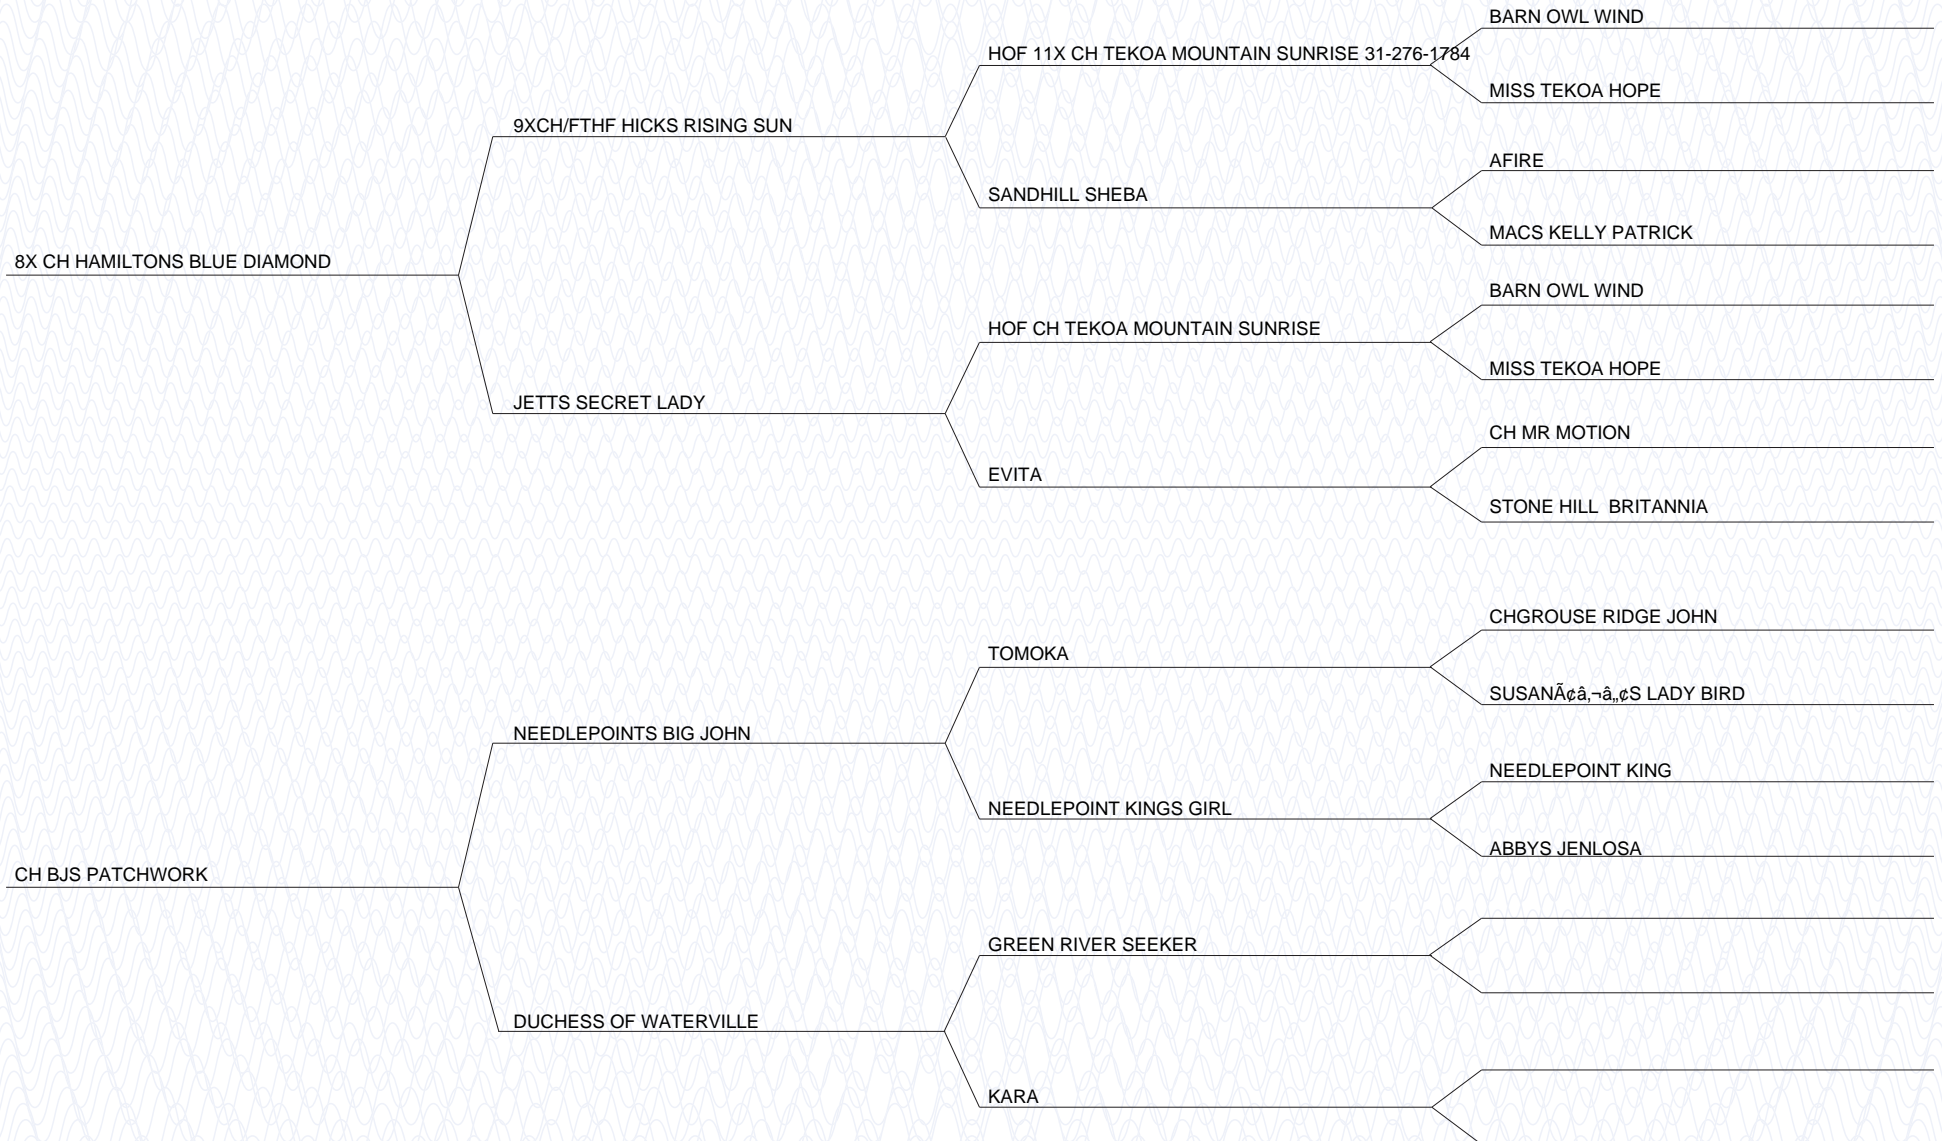 BARN OWL WIND
HOF 11X CH TEKOA MOUNTAIN SUNRISE 31-276-1784
MISS TEKOA HOPE
9XCH/FTHF HICKS RISING SUN
AFIRE
SANDHILL SHEBA
MACS KELLY PATRICK
8X CH HAMILTONS BLUE DIAMOND
BARN OWL WIND
HOF CH TEKOA MOUNTAIN SUNRISE
MISS TEKOA HOPE
JETTS SECRET LADY
CH MR MOTION
EVITA
STONE HILL  BRITANNIA
CHGROUSE RIDGE JOHN
TOMOKA
SUSANÃ¢â‚¬â„¢S LADY BIRD
NEEDLEPOINTS BIG JOHN
NEEDLEPOINT KING
NEEDLEPOINT KINGS GIRL
ABBYS JENLOSA
CH BJS PATCHWORK
GREEN RIVER SEEKER
DUCHESS OF WATERVILLE
KARA